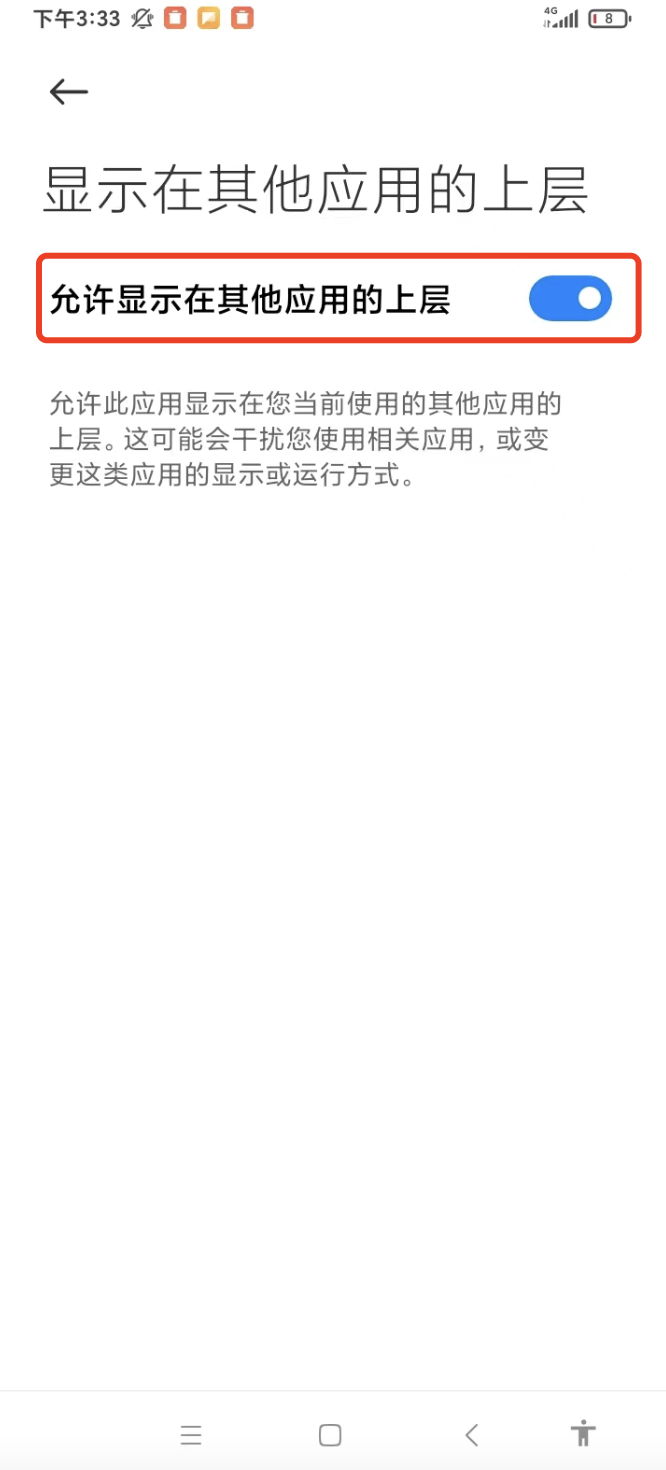 下午3:33
4G
8
显示在其他应用的上层
允许显示在其他应用的上层
允许此应用显示在您当前使用的其他应用的
上层。这可能会干扰您使用相关应用，或变
更这类应用的显示或运行方式。